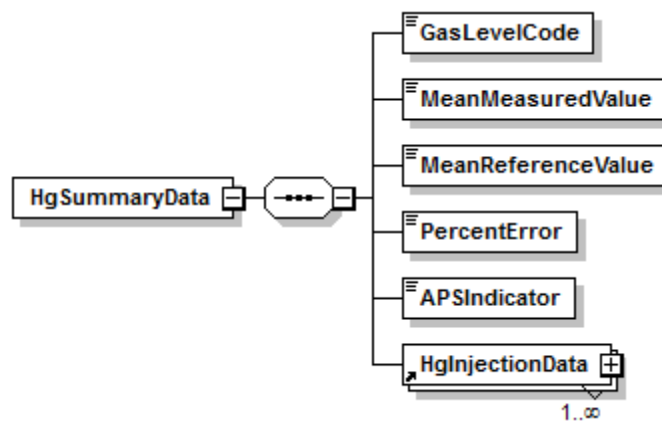 GasLevelCode
MeanMeasuredValue
MeanReferenceValue
HgSummaryData
PercentError
APSIndicator
HgInjectionData
1..∞